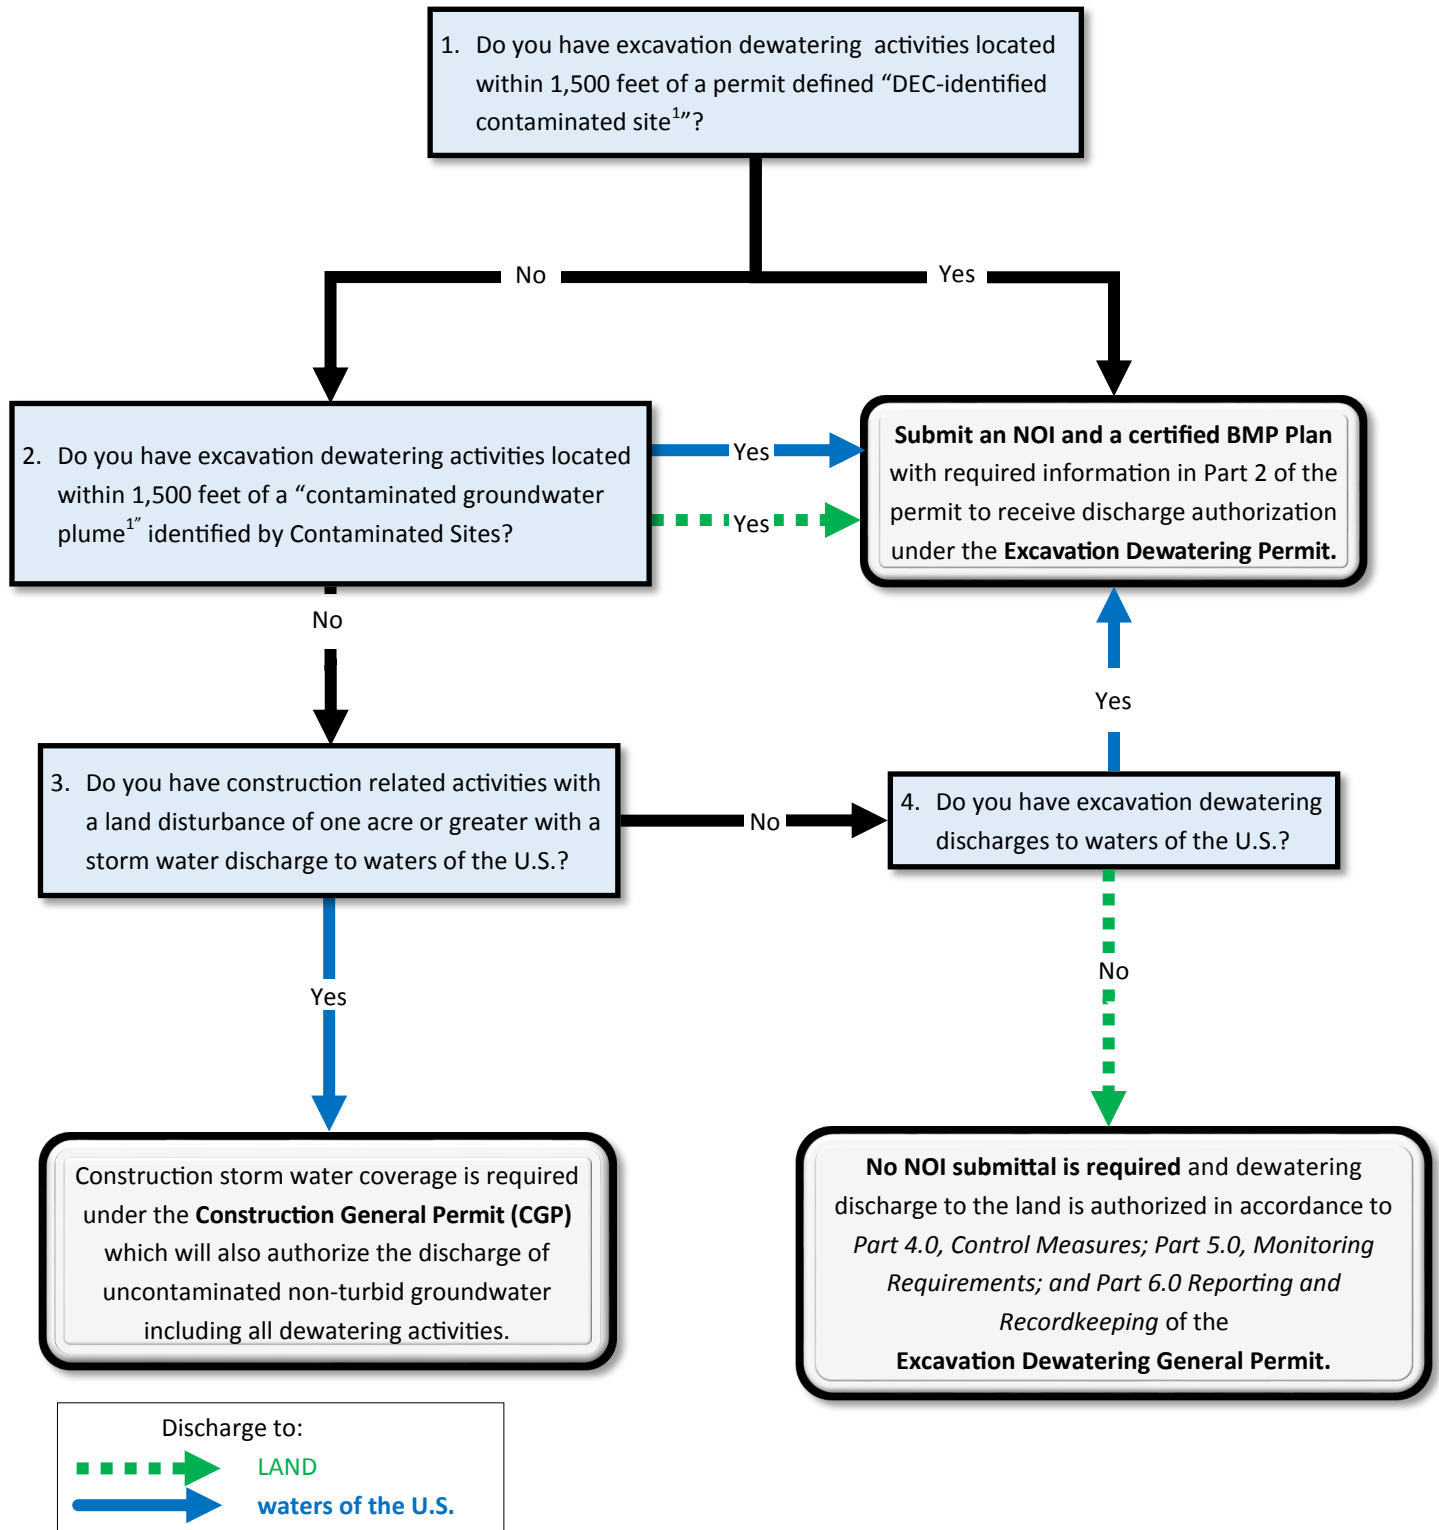 1. Do you have excavation dewatering activities located
within 1,500 feet of a permit defined “DEC-identified
contaminated site¹”?
No
Yes
2. Do you have excavation dewatering activities located
within 1,500 feet of a “contaminated groundwater
plume¹” identified by Contaminated Sites?
Yes
Yes
Submit an NOI and a certified BMP Plan
with required information in Part 2 of the
permit to receive discharge authorization
under the Excavation Dewatering Permit.
No
Yes
3. Do you have construction related activities with
a land disturbance of one acre or greater with a
storm water discharge to waters of the U.S.?
No
4. Do you have excavation dewatering
discharges to waters of the U.S.?
Yes
No
Construction storm water coverage is required
under the Construction General Permit (CGP)
which will also authorize the discharge of
uncontaminated non-turbid groundwater
including all dewatering activities.
No NOI submittal is required and dewatering
discharge to the land is authorized in accordance to
Part 4.0, Control Measures; Part 5.0, Monitoring
Requirements; and Part 6.0 Reporting and
Recordkeeping of the
Excavation Dewatering General Permit.
Discharge to:
LAND
waters of the U.S.